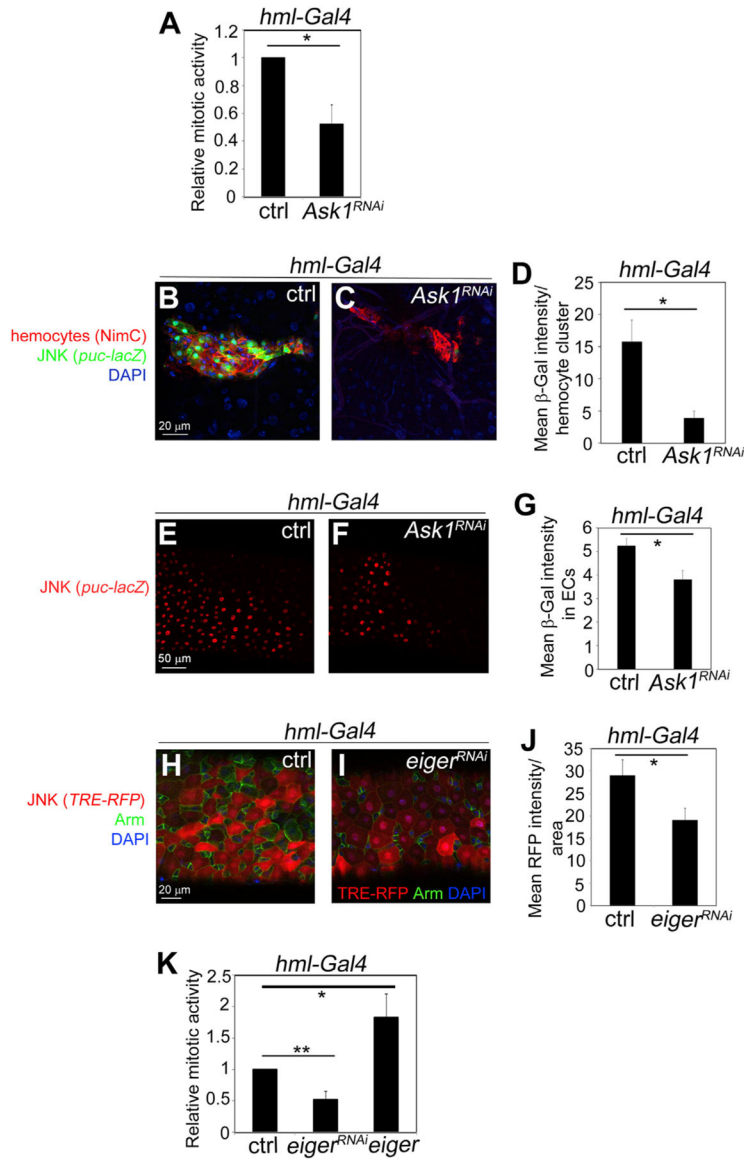 A
hml-Gal4
Relative mitotic activity
1.2
1
0.8
0.6
0.4
0.2
0
*
ctrl Ask1RNAi
hml-Gal4
B ctrl
C Ask1RNAi
hemocytes (NimC)
JNK (puc-lacZ)
DAPI
20 μm
D
hml-Gal4
Mean β-Gal intensity/
hemocyte cluster
25
20
15
10
5
0
*
ctrl Ask1RNAi
hml-Gal4
E ctrl
F Ask1RNAi
JNK (puc-lacZ)
50 μm
G
hml-Gal4
Mean β-Gal intensity
in ECs
6
5
4
3
2
1
0
*
ctrl Ask1RNAi
hml-Gal4
H ctrl
I eigerRNAi
JNK (TRE-RFP)
Arm
DAPI
20 μm
TRE-RFP Arm DAPI
J
hml-Gal4
Mean RFP intensity/
area
35
30
25
20
15
10
5
0
*
ctrl eigerRNAi
K
hml-Gal4
Relative mitotic activity
2.5
2
1.5
1
0.5
0
*
**
ctrl eigerRNAi eiger